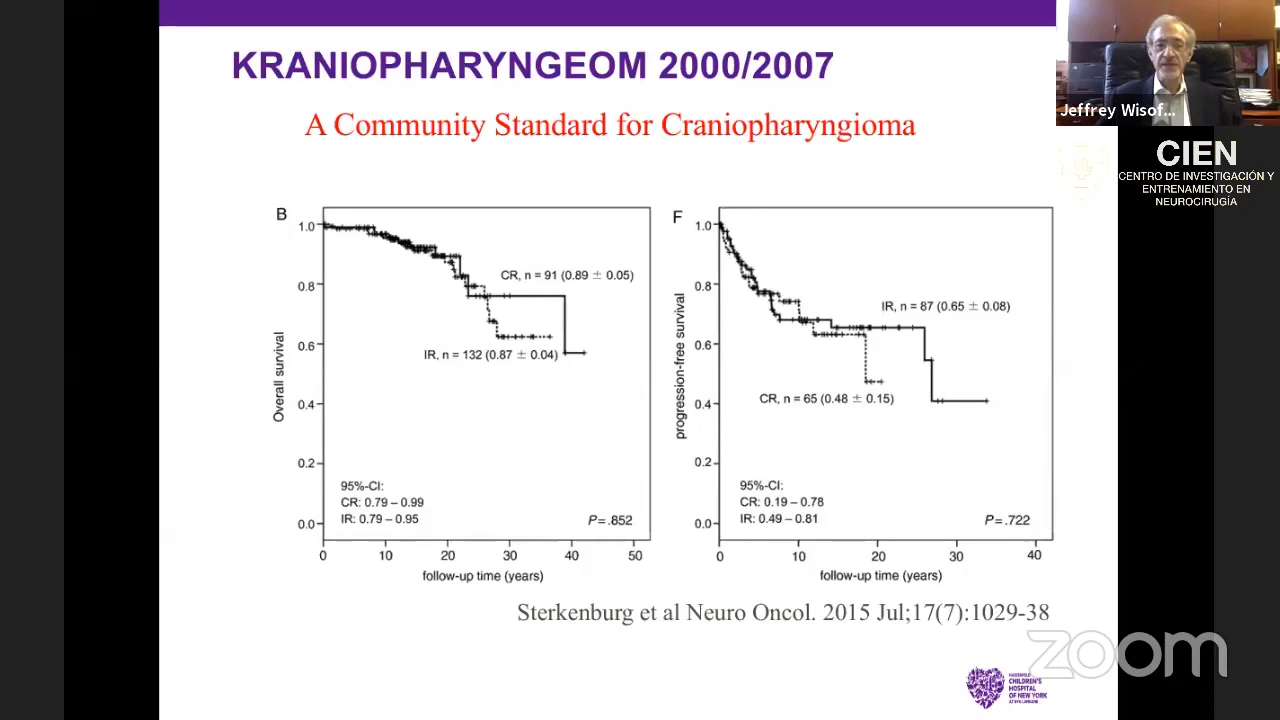 KRANIOPHARYNGEOM 2000/2007
A Community Standard for Craniopharyngioma
Jeffrey Wisof...
CIEN
CENTRO DE INVESTIGACIÓN Y
ENTRENAMIENTO EN
NEUROCIRUGÍA
B
1.0
0.8
0.6
0.4
0.2
0.0
Overall survival
CR, n = 91 (0.89 ± 0.05)
IR, n = 132 (0.87 ± 0.04)
95%-CI:
CR: 0.79 – 0.99
IR: 0.79 – 0.95
P = .852
0 10 20 30 40 50
follow-up time (years)
F
1.0
0.8
0.6
0.4
0.2
0.0
progression-free survival
IR, n = 87 (0.65 ± 0.08)
CR, n = 65 (0.48 ± 0.15)
95%-CI:
CR: 0.19 – 0.78
IR: 0.49 – 0.81
P = .722
0 10 20 30 40
follow-up time (years)
Sterkenburg et al Neuro Oncol. 2015 Jul;17(7):1029-38
zoom
HASSENFELD
CHILDREN'S
HOSPITAL
OF NEW YORK
AT NYU LANGONE